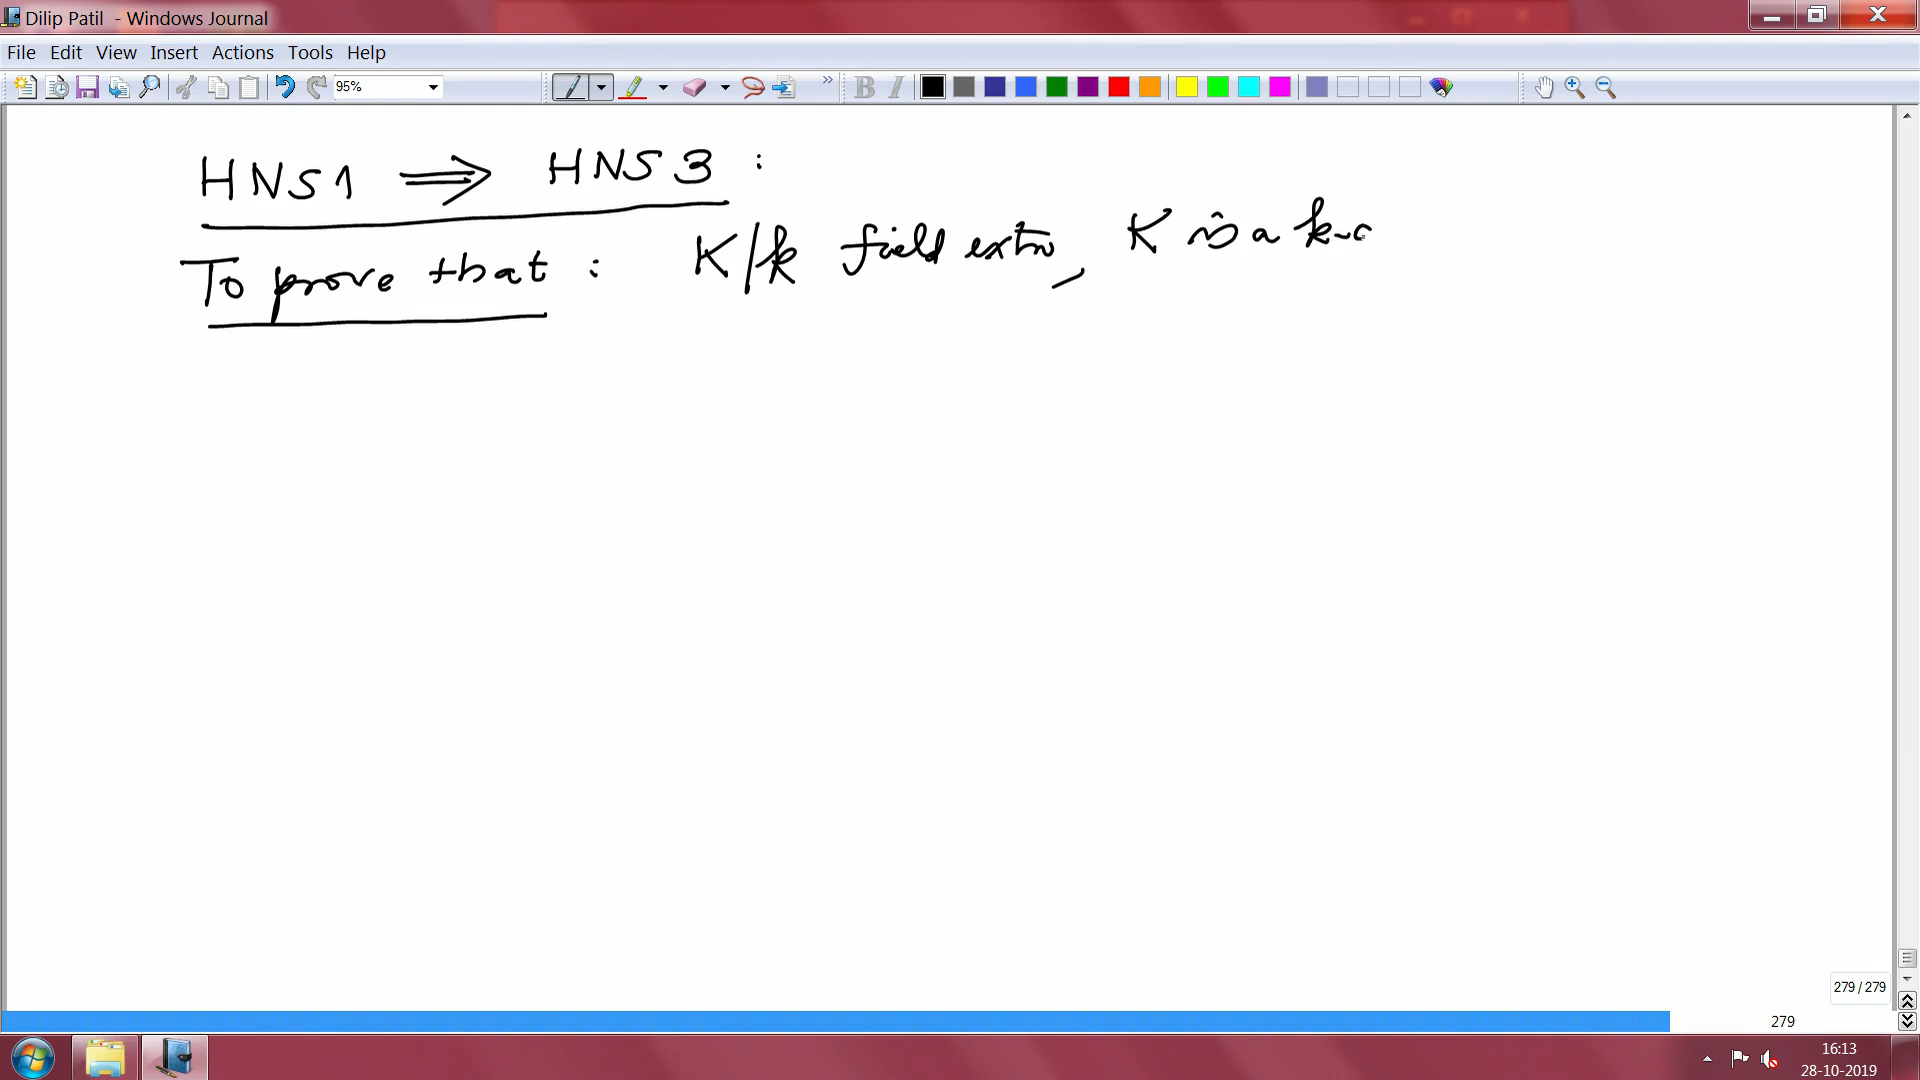 Dilip Patil - Windows Journal
File Edit View Insert Actions Tools Help
95%
B I
HNS1 ⟹ HNS3 :
To prove that : K/k field extn, K is a k-a
279 / 279
279
16:13
28-10-2019